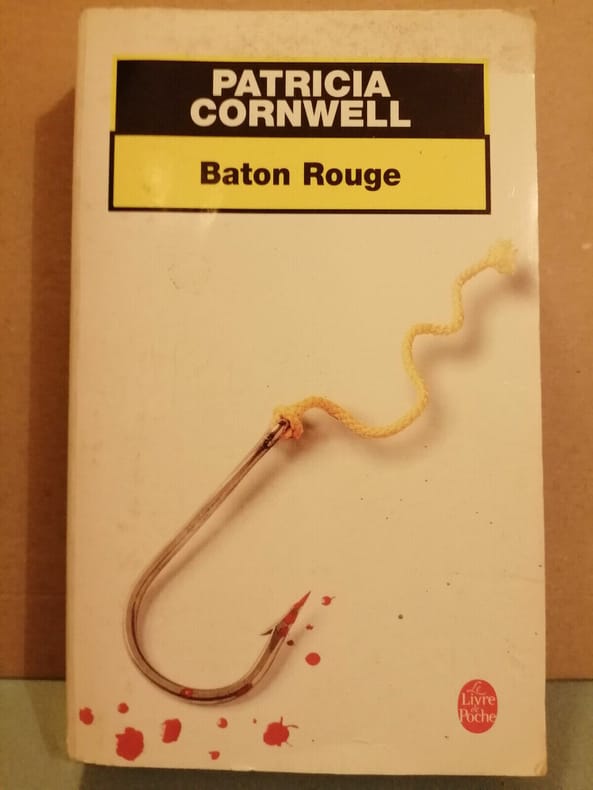 PATRICIA
CORNWELL
Baton Rouge
Le
Livre
de
Poche